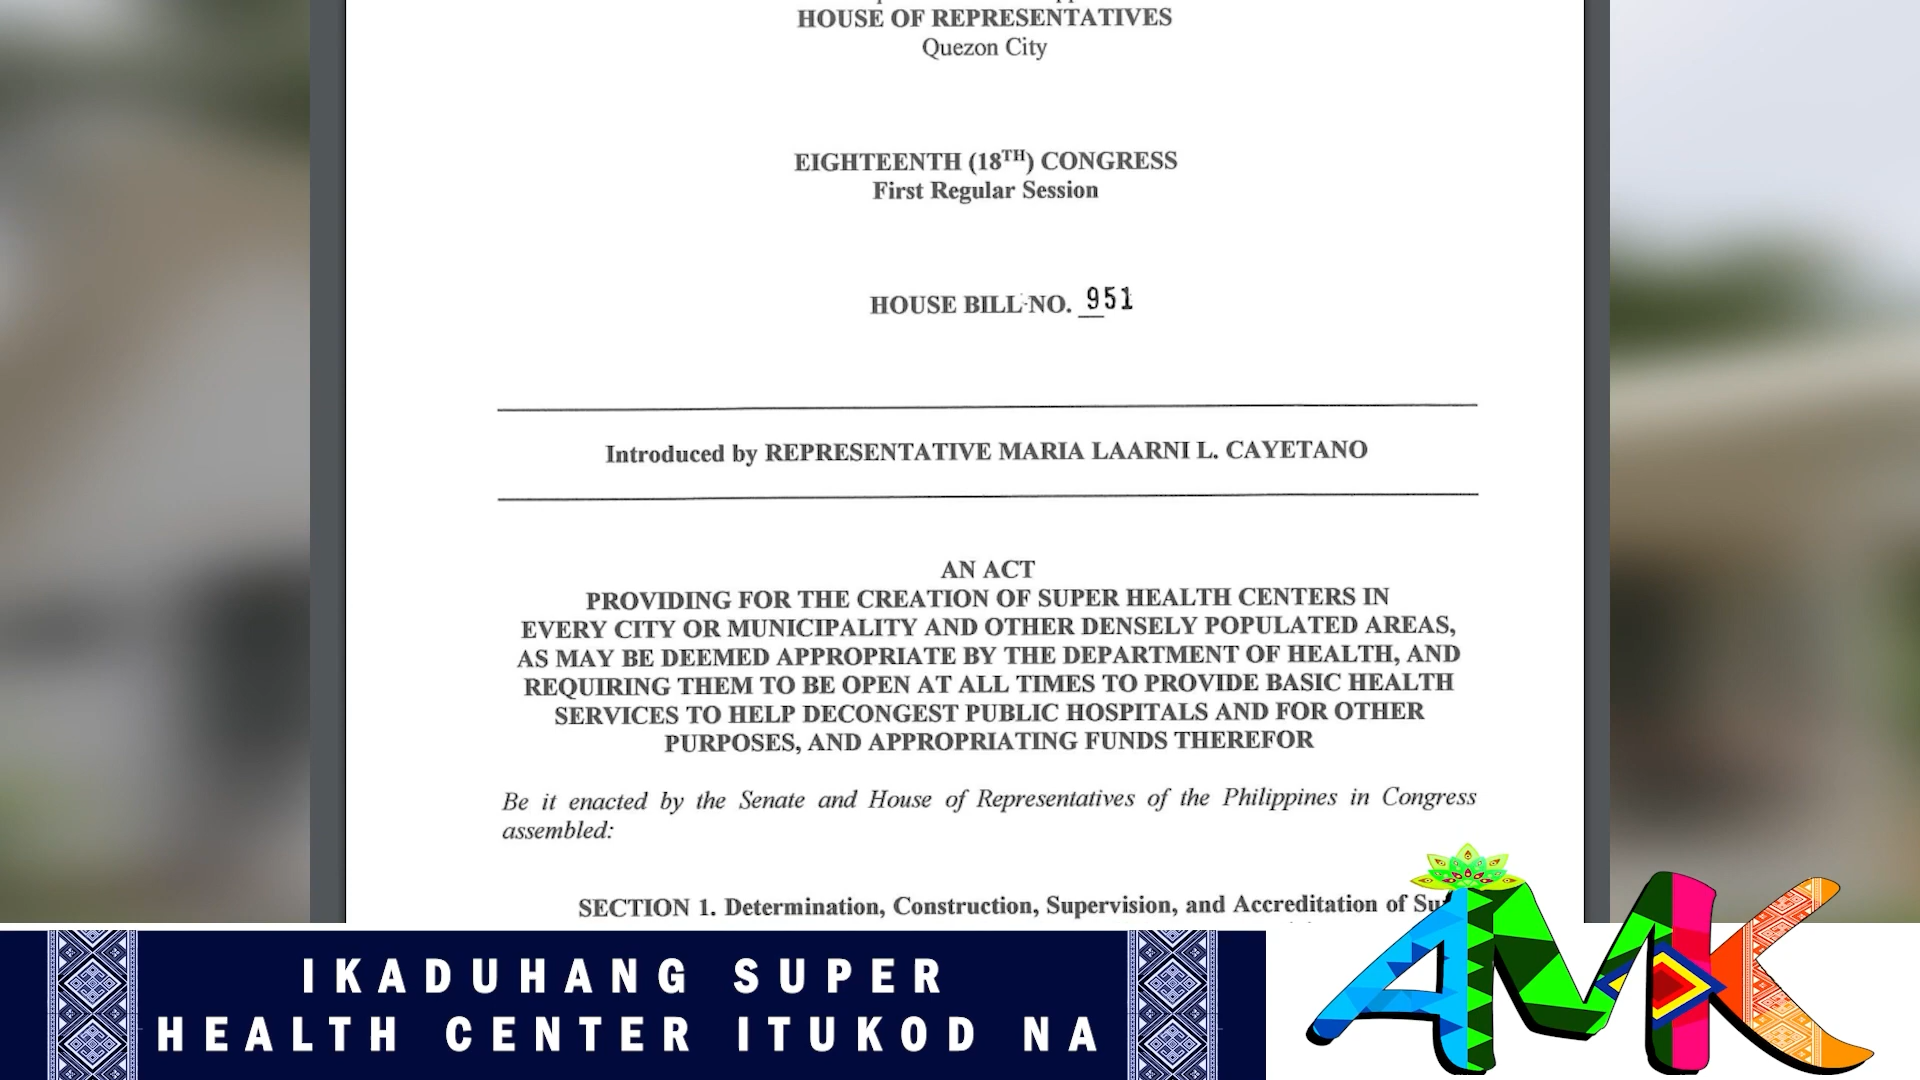 HOUSE OF REPRESENTATIVES
Quezon City
EIGHTEENTH (18TH) CONGRESS
First Regular Session
HOUSE BILL NO. 951
Introduced by REPRESENTATIVE MARIA LAARNI L. CAYETANO
AN ACT
PROVIDING FOR THE CREATION OF SUPER HEALTH CENTERS IN
EVERY CITY OR MUNICIPALITY AND OTHER DENSELY POPULATED AREAS,
AS MAY BE DEEMED APPROPRIATE BY THE DEPARTMENT OF HEALTH, AND
REQUIRING THEM TO BE OPEN AT ALL TIMES TO PROVIDE BASIC HEALTH
SERVICES TO HELP DECONGEST PUBLIC HOSPITALS AND FOR OTHER
PURPOSES, AND APPROPRIATING FUNDS THEREFOR
Be it enacted by the Senate and House of Representatives of the Philippines in Congress
assembled:
SECTION 1. Determination, Construction, Supervision, and Accreditation of
IKADUHANG SUPER
HEALTH CENTER ITUKOD NA
AMK